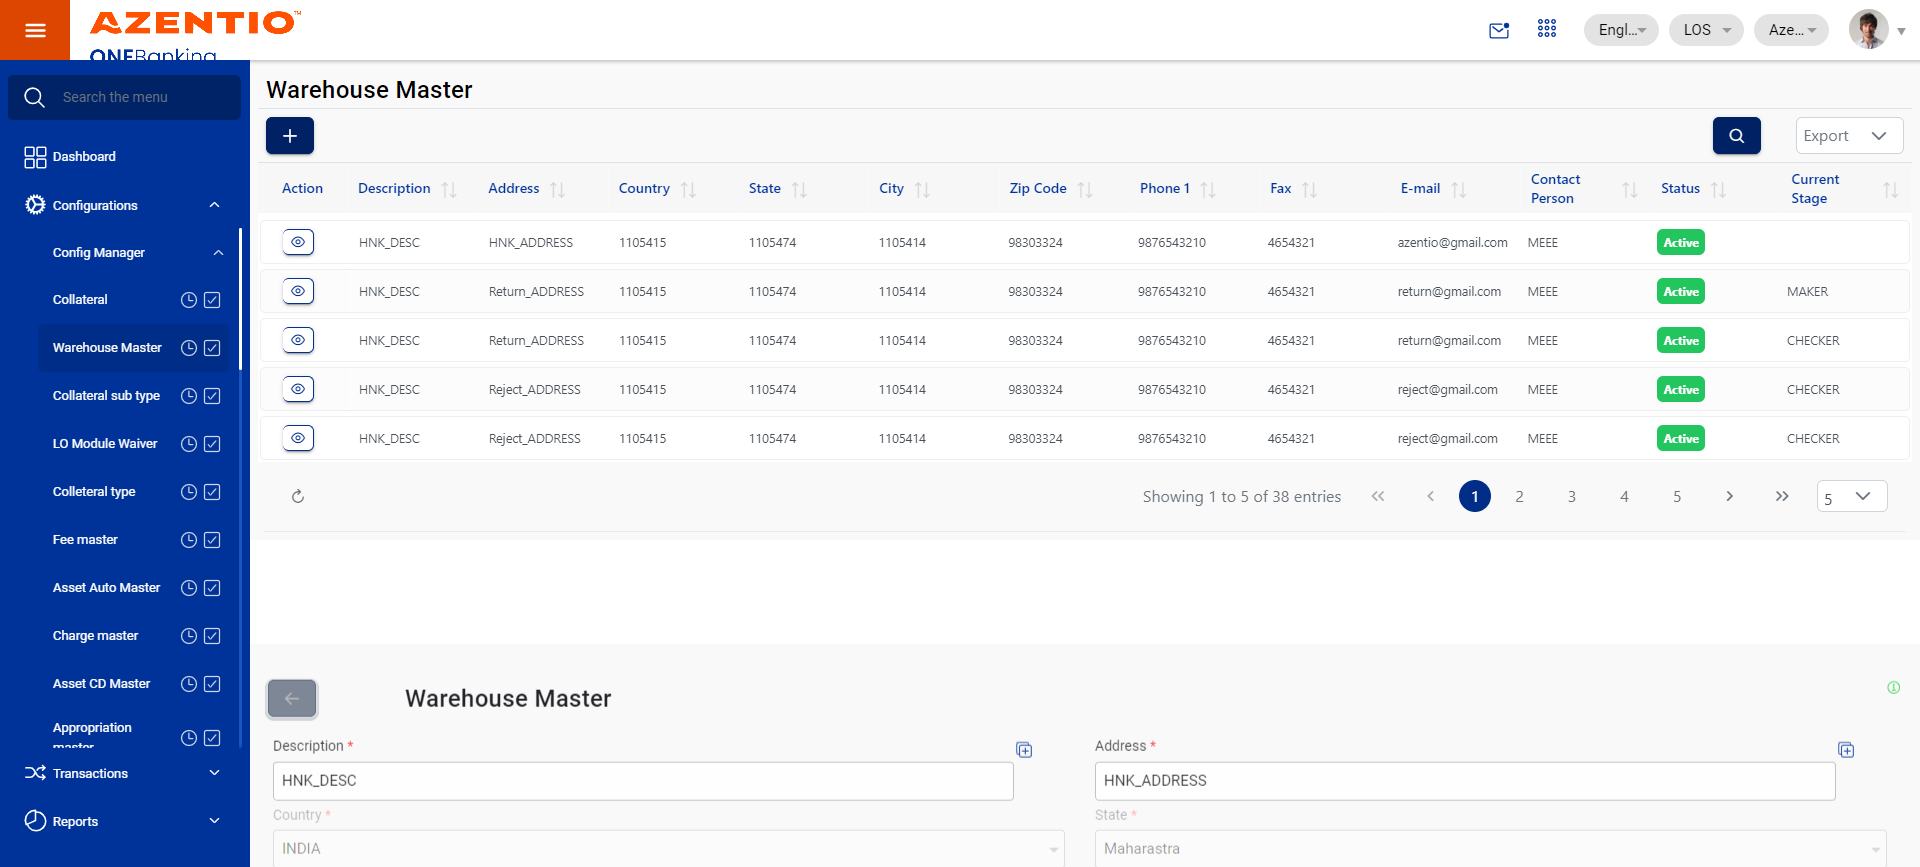 AZENTIO™
ONEBanking
Engl...
LOS
Aze...
Search the menu
Dashboard
Configurations
Config Manager
Collateral
Warehouse Master
Collateral sub type
LO Module Waiver
Colleteral type
Fee master
Asset Auto Master
Charge master
Asset CD Master
Appropriation
master
Transactions
Reports
Warehouse Master
Export
Action Description Address Country State City Zip Code Phone 1 Fax E-mail Contact Person Status Current Stage
HNK_DESC HNK_ADDRESS 1105415 1105474 1105414 98303324 9876543210 4654321 azentio@gmail.com MEEE Active
HNK_DESC Return_ADDRESS 1105415 1105474 1105414 98303324 9876543210 4654321 return@gmail.com MEEE Active MAKER
HNK_DESC Return_ADDRESS 1105415 1105474 1105414 98303324 9876543210 4654321 return@gmail.com MEEE Active CHECKER
HNK_DESC Reject_ADDRESS 1105415 1105474 1105414 98303324 9876543210 4654321 reject@gmail.com MEEE Active CHECKER
HNK_DESC Reject_ADDRESS 1105415 1105474 1105414 98303324 9876543210 4654321 reject@gmail.com MEEE Active CHECKER
Showing 1 to 5 of 38 entries 1 2 3 4 5 5
Warehouse Master
Description * Address *
HNK_DESC HNK_ADDRESS
Country * State *
INDIA Maharastra